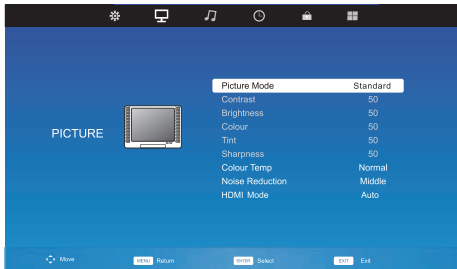 PICTURE
Picture Mode Standard
Contrast 50
Brightness 50
Colour 50
Tint 50
Sharpness 50
Colour Temp Normal
Noise Reduction Middle
HDMI Mode Auto
Move MENU Return ENTER Select EXIT Exit